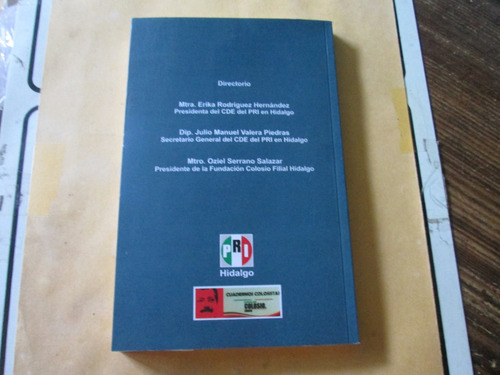 Directorio
Mtra. Erika Rodríguez Hernández
Presidenta del CDE del PRI en Hidalgo
Dip. Julio Manuel Valera Piedras
Secretario General del CDE del PRI en Hidalgo
Mtro. Oziel Serrano Salazar
Presidente de la Fundación Colosio Filial Hidalgo
PRI
Hidalgo
CUADERNOS COLOSISTAS
COLOSIO